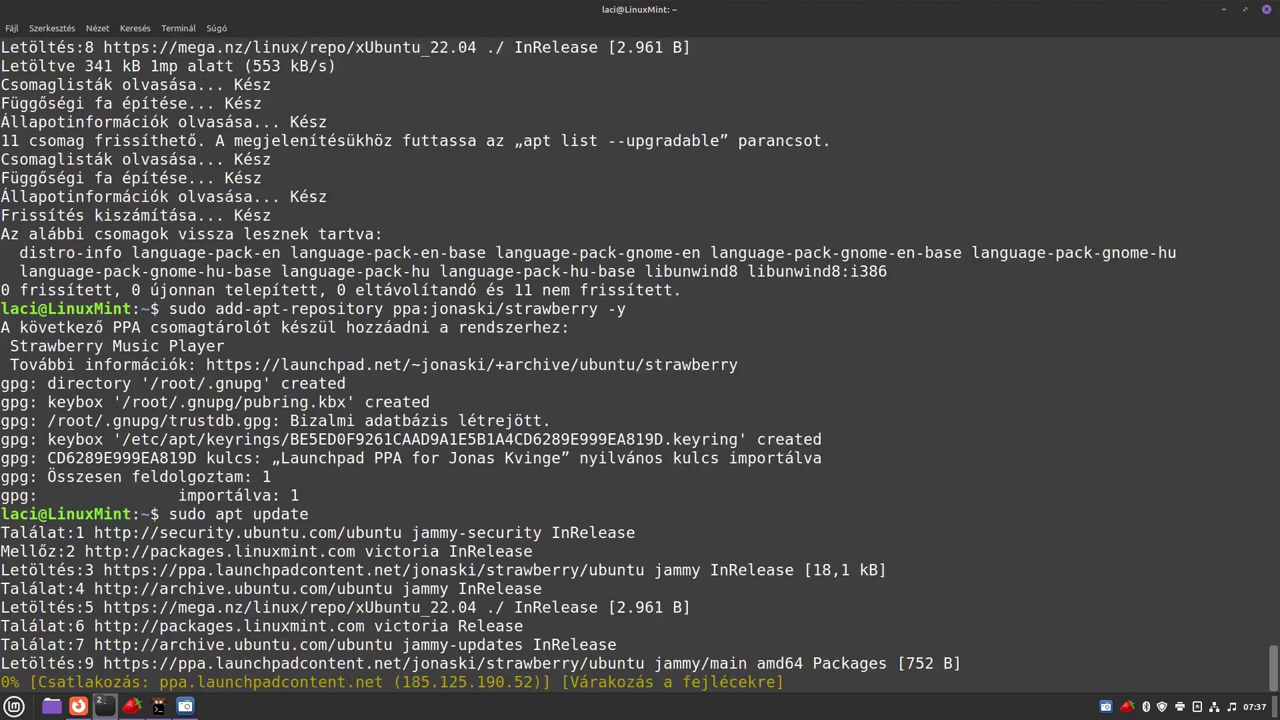 laci@LinuxMint: ~
Fájl Szerkesztés Nézet Keresés Terminál Súgó
Letöltés:8 https://mega.nz/linux/repo/xUbuntu_22.04 ./ InRelease [2.961 B]
Letöltve 341 kB 1mp alatt (553 kB/s)
Csomaglisták olvasása... Kész
Függőségi fa építése... Kész
Állapotinformációk olvasása... Kész
11 csomag frissíthető. A megjelenítésükhöz futtassa az „apt list --upgradable” parancsot.
Csomaglisták olvasása... Kész
Függőségi fa építése... Kész
Állapotinformációk olvasása... Kész
Frissítés kiszámítása... Kész
Az alábbi csomagok vissza lesznek tartva:
  distro-info language-pack-en language-pack-en-base language-pack-gnome-en language-pack-gnome-en-base language-pack-gnome-hu
  language-pack-gnome-hu-base language-pack-hu language-pack-hu-base libunwind8 libunwind8:i386
0 frissített, 0 újonnan telepített, 0 eltávolítandó és 11 nem frissített.
laci@LinuxMint:~$ sudo add-apt-repository ppa:jonaski/strawberry -y
A következő PPA csomagtárolót készül hozzáadni a rendszerhez:
 Strawberry Music Player
 További információk: https://launchpad.net/~jonaski/+archive/ubuntu/strawberry
gpg: directory '/root/.gnupg' created
gpg: keybox '/root/.gnupg/pubring.kbx' created
gpg: /root/.gnupg/trustdb.gpg: Bizalmi adatbázis létrejött.
gpg: keybox '/etc/apt/keyrings/BE5ED0F9261CAAD9A1E5B1A4CD6289E999EA819D.keyring' created
gpg: CD6289E999EA819D kulcs: „Launchpad PPA for Jonas Kvinge” nyilvános kulcs importálva
gpg: Összesen feldolgoztam: 1
gpg:               importálva: 1
laci@LinuxMint:~$ sudo apt update
Találat:1 http://security.ubuntu.com/ubuntu jammy-security InRelease
Mellőz:2 http://packages.linuxmint.com victoria InRelease
Letöltés:3 https://ppa.launchpadcontent.net/jonaski/strawberry/ubuntu jammy InRelease [18,1 kB]
Találat:4 http://archive.ubuntu.com/ubuntu jammy InRelease
Letöltés:5 https://mega.nz/linux/repo/xUbuntu_22.04 ./ InRelease [2.961 B]
Találat:6 http://packages.linuxmint.com victoria Release
Találat:7 http://archive.ubuntu.com/ubuntu jammy-updates InRelease
Letöltés:9 https://ppa.launchpadcontent.net/jonaski/strawberry/ubuntu jammy/main amd64 Packages [752 B]
0% [Csatlakozás: ppa.launchpadcontent.net (185.125.190.52)] [Várakozás a fejlécekre]
07:37